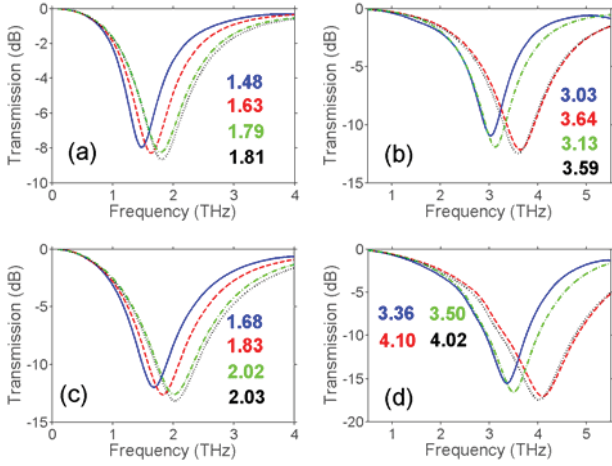 0
-2
-4
-6
-8
-10
Transmission (dB)
(a)
1.48
1.63
1.79
1.81
0 1 2 3 4
Frequency (THz)
0
-5
-10
-15
Transmission (dB)
(b)
3.03
3.64
3.13
3.59
1 2 3 4 5
Frequency (THz)
0
-5
-10
-15
Transmission (dB)
(c)
1.68
1.83
2.02
2.03
0 1 2 3 4
Frequency (THz)
0
-5
-10
-15
-20
Transmission (dB)
3.36 3.50
4.10 4.02
(d)
1 2 3 4 5
Frequency (THz)